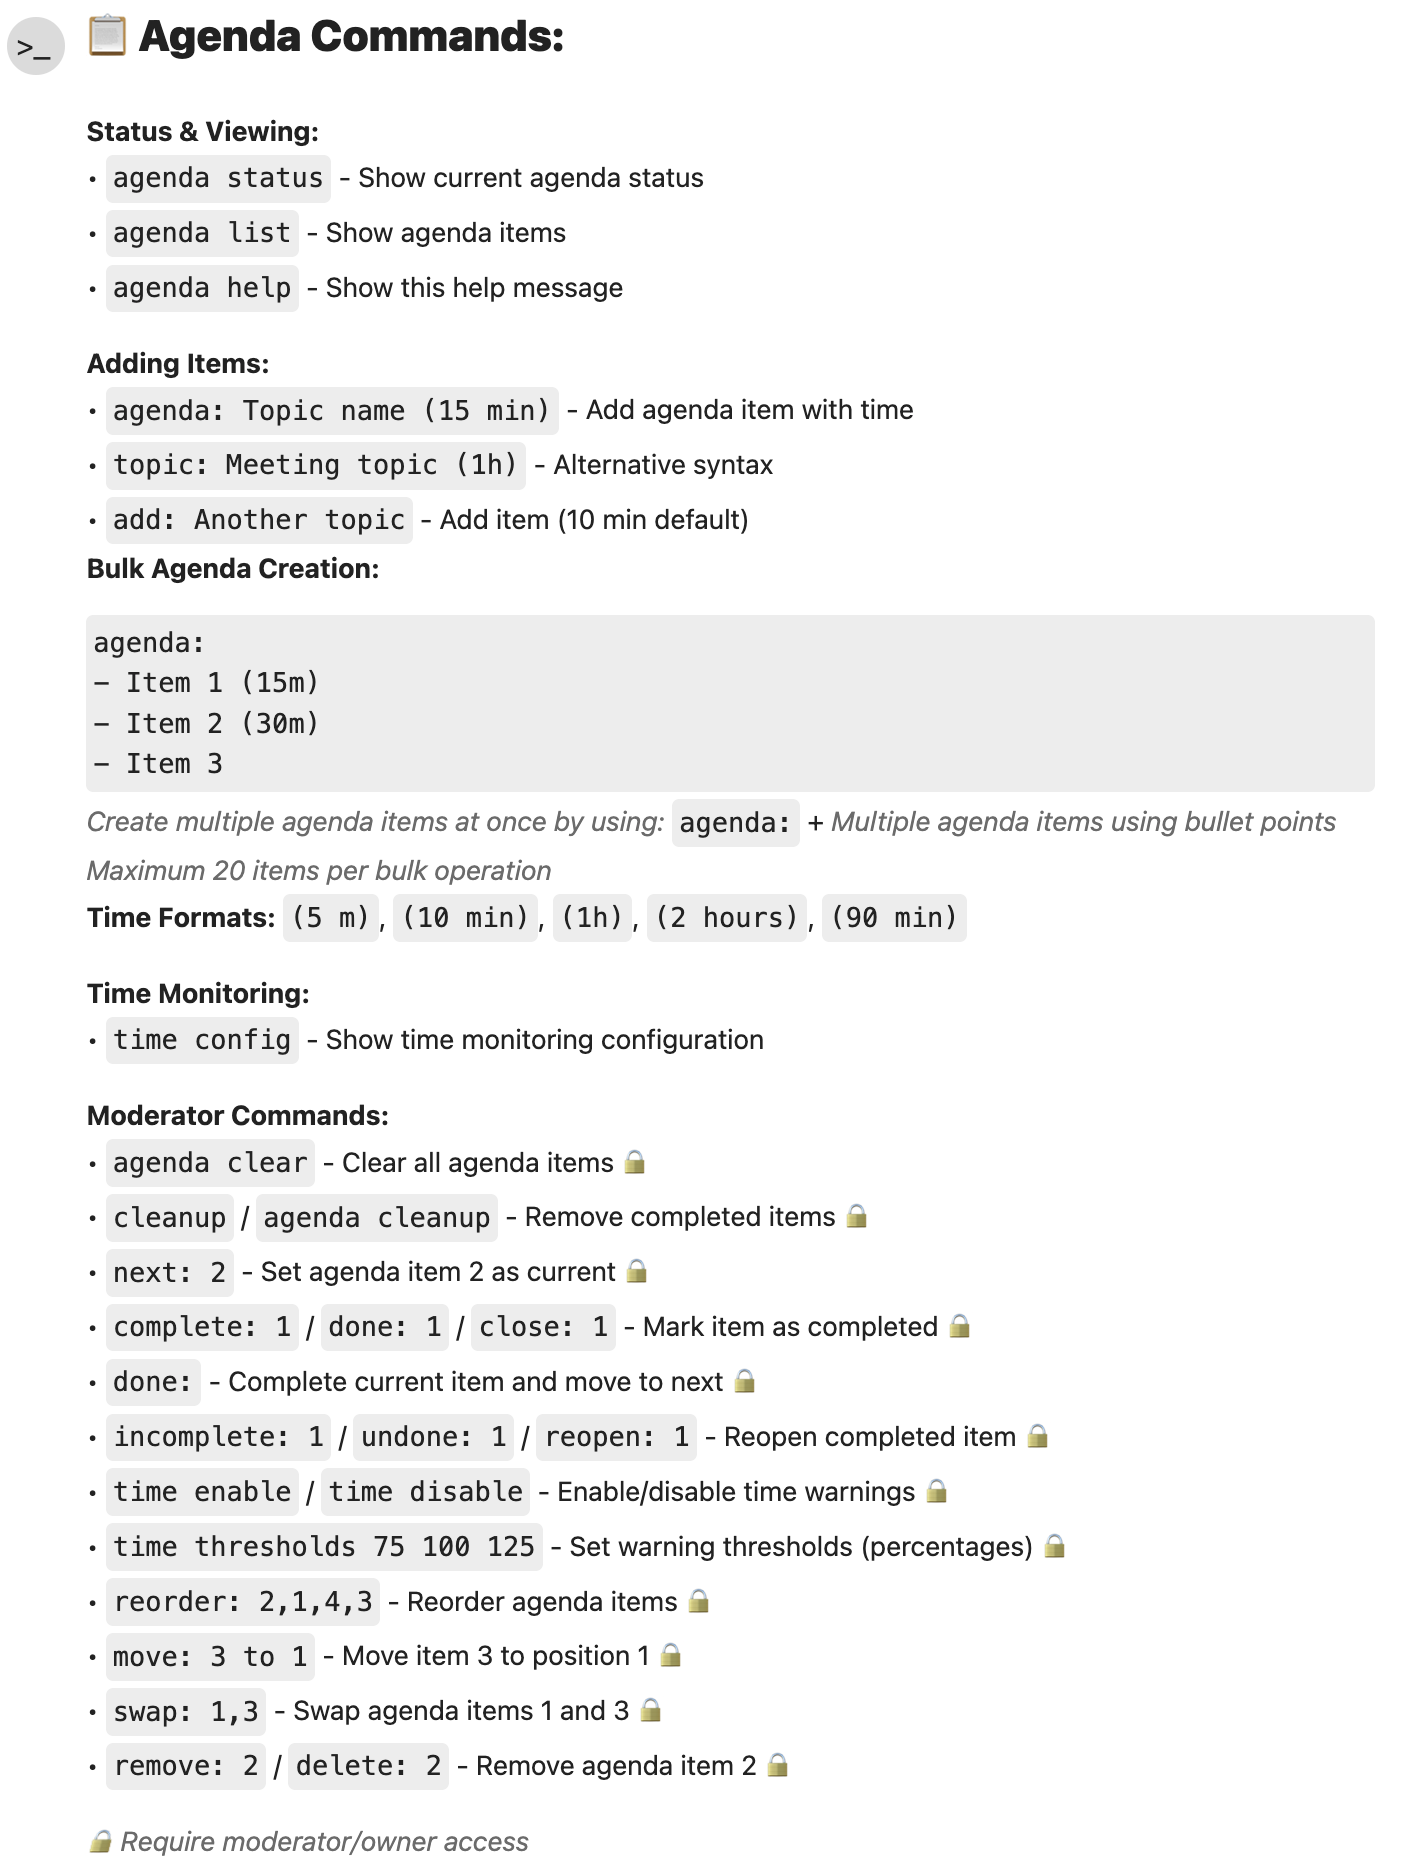 >_
📋 Agenda Commands:
Status & Viewing:
• agenda status - Show current agenda status
• agenda list - Show agenda items
• agenda help - Show this help message
Adding Items:
• agenda: Topic name (15 min) - Add agenda item with time
• topic: Meeting topic (1h) - Alternative syntax
• add: Another topic - Add item (10 min default)
Bulk Agenda Creation:
agenda:
- Item 1 (15m)
- Item 2 (30m)
- Item 3
Create multiple agenda items at once by using: agenda: + Multiple agenda items using bullet points
Maximum 20 items per bulk operation
Time Formats: (5 m), (10 min), (1h), (2 hours), (90 min)
Time Monitoring:
• time config - Show time monitoring configuration
Moderator Commands:
• agenda clear - Clear all agenda items 🔒
• cleanup / agenda cleanup - Remove completed items 🔒
• next: 2 - Set agenda item 2 as current 🔒
• complete: 1 / done: 1 / close: 1 - Mark item as completed 🔒
• done: - Complete current item and move to next 🔒
• incomplete: 1 / undone: 1 / reopen: 1 - Reopen completed item 🔒
• time enable / time disable - Enable/disable time warnings 🔒
• time thresholds 75 100 125 - Set warning thresholds (percentages) 🔒
• reorder: 2,1,4,3 - Reorder agenda items 🔒
• move: 3 to 1 - Move item 3 to position 1 🔒
• swap: 1,3 - Swap agenda items 1 and 3 🔒
• remove: 2 / delete: 2 - Remove agenda item 2 🔒
🔒 Require moderator/owner access